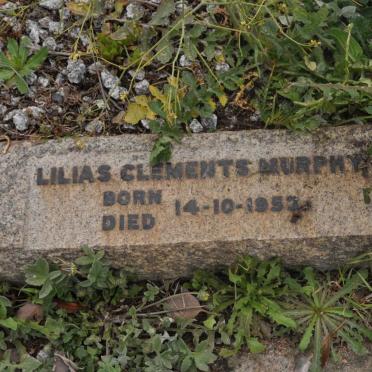 LILIAS CLEMENTS MURPHY
BORN
DIED 14-10-1952